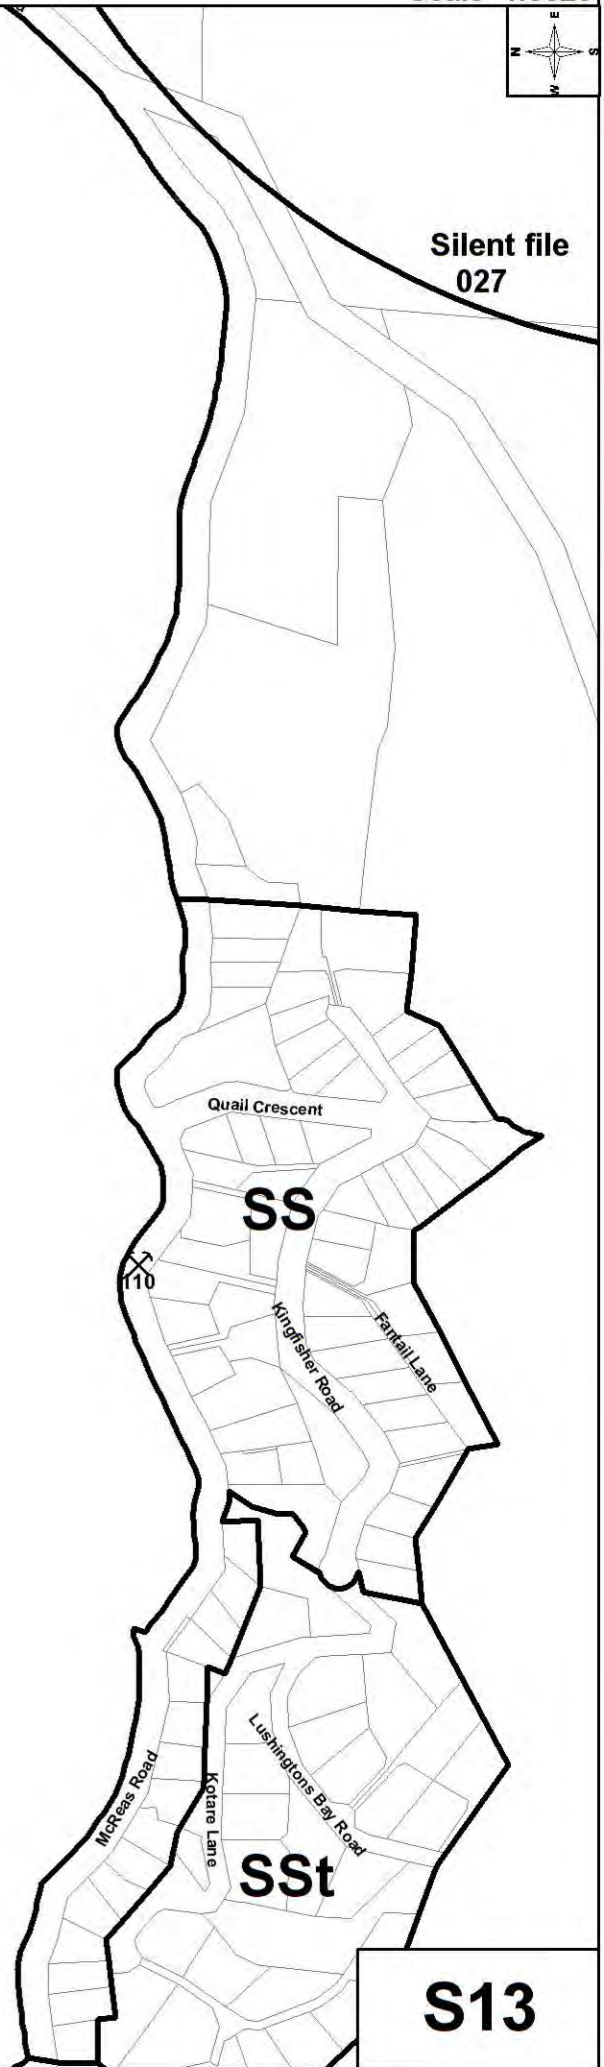 E
N
S
W
Silent file
027
Quail Crescent
SS
110
Kingfisher Road
Fantail Lane
McReas Road
Kotare Lane
Lushingtons Bay Road
SSt
S13